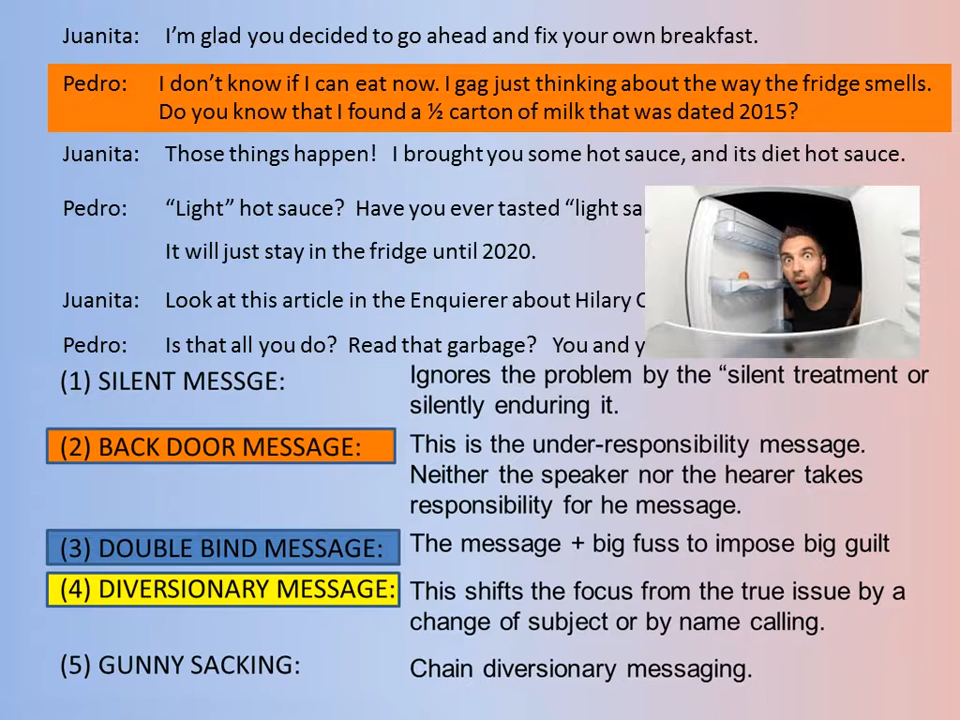 Juanita: I’m glad you decided to go ahead and fix your own breakfast.
Pedro: I don’t know if I can eat now. I gag just thinking about the way the fridge smells.
Do you know that I found a ½ carton of milk that was dated 2015?
Juanita: Those things happen! I brought you some hot sauce, and its diet hot sauce.
Pedro: “Light” hot sauce? Have you ever tasted “light sa
It will just stay in the fridge until 2020.
Juanita: Look at this article in the Enquierer about Hilary
Pedro: Is that all you do? Read that garbage? You and
(1) SILENT MESSGE: Ignores the problem by the “silent treatment or
silently enduring it.
(2) BACK DOOR MESSAGE: This is the under-responsibility message.
Neither the speaker nor the hearer takes
responsibility for he message.
(3) DOUBLE BIND MESSAGE: The message + big fuss to impose big guilt
(4) DIVERSIONARY MESSAGE: This shifts the focus from the true issue by a
change of subject or by name calling.
(5) GUNNY SACKING: Chain diversionary messaging.